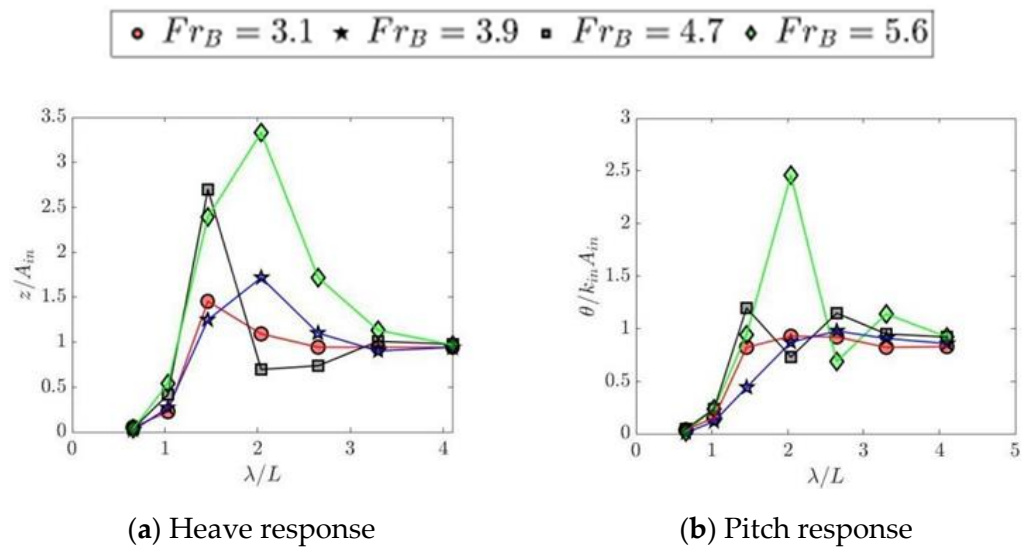 Fr_B = 3.1 Fr_B = 3.9 Fr_B = 4.7 Fr_B = 5.6
3.5
3
2.5
2
1.5
1
0.5
0
z/A_in
0 1 2 3 4
λ/L
(a) Heave response
3
2.5
2
1.5
1
0.5
0
θ/k_in A_in
0 1 2 3 4 5
λ/L
(b) Pitch response